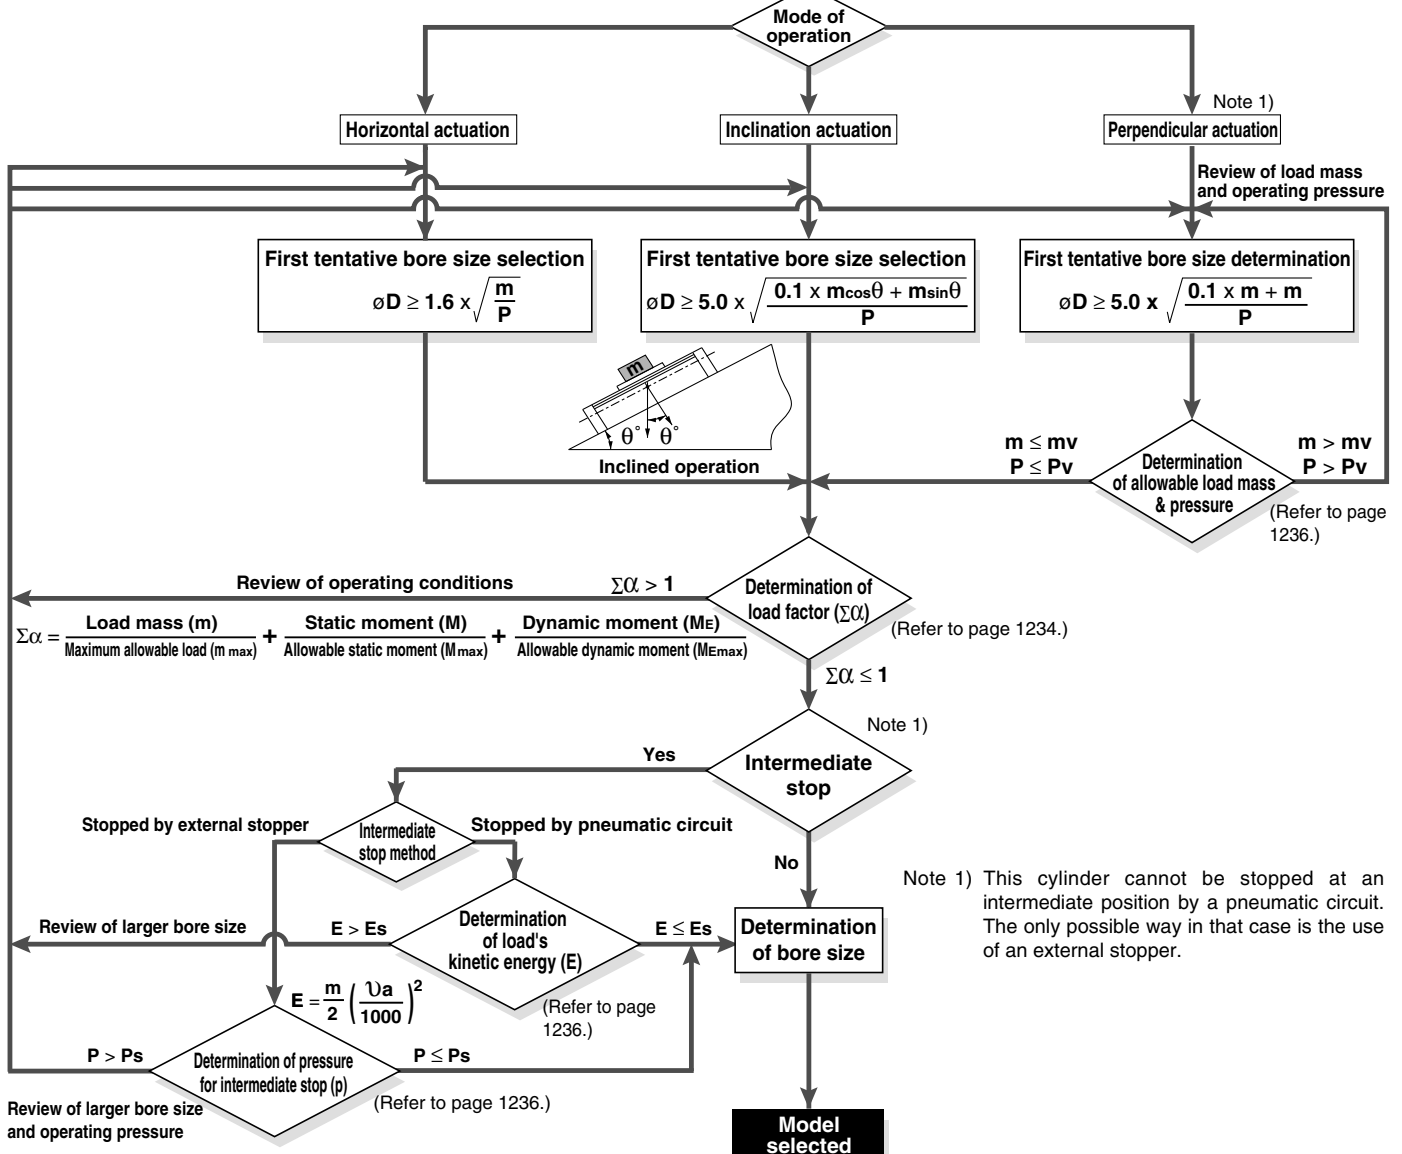 Mode of
operation
Note 1)
Horizontal actuation
Inclination actuation
Perpendicular actuation
Review of load mass
and operating pressure
First tentative bore size selection
øD ≥ 1.6 x √(m/P)
First tentative bore size selection
øD ≥ 5.0 x √((0.1 x mcosθ + msinθ)/P)
First tentative bore size determination
øD ≥ 5.0 x √((0.1 x m + m)/P)
m
θ° θ°
Inclined operation
m ≤ mv
P ≤ Pv
Determination
of allowable load mass
& pressure
m > mv
P > Pv
(Refer to page
1236.)
Review of operating conditions
Σα > 1
Determination of
load factor (Σα)
(Refer to page 1234.)
Σα = Load mass (m)/Maximum allowable load (m max) + Static moment (M)/Allowable static moment (Mmax) + Dynamic moment (ME)/Allowable dynamic moment (MEmax)
Σα ≤ 1
Note 1)
Yes
Intermediate
stop
Stopped by external stopper
Intermediate
stop method
Stopped by pneumatic circuit
No
Note 1) This cylinder cannot be stopped at an
intermediate position by a pneumatic circuit.
The only possible way in that case is the use
of an external stopper.
Review of larger bore size
E > Es
Determination
of load's
kinetic energy (E)
E ≤ Es
Determination
of bore size
E = m/2 (υa/1000)²
(Refer to page
1236.)
P > Ps
Determination of pressure
for intermediate stop (p)
P ≤ Ps
(Refer to page 1236.)
Review of larger bore size
and operating pressure
Model
selected